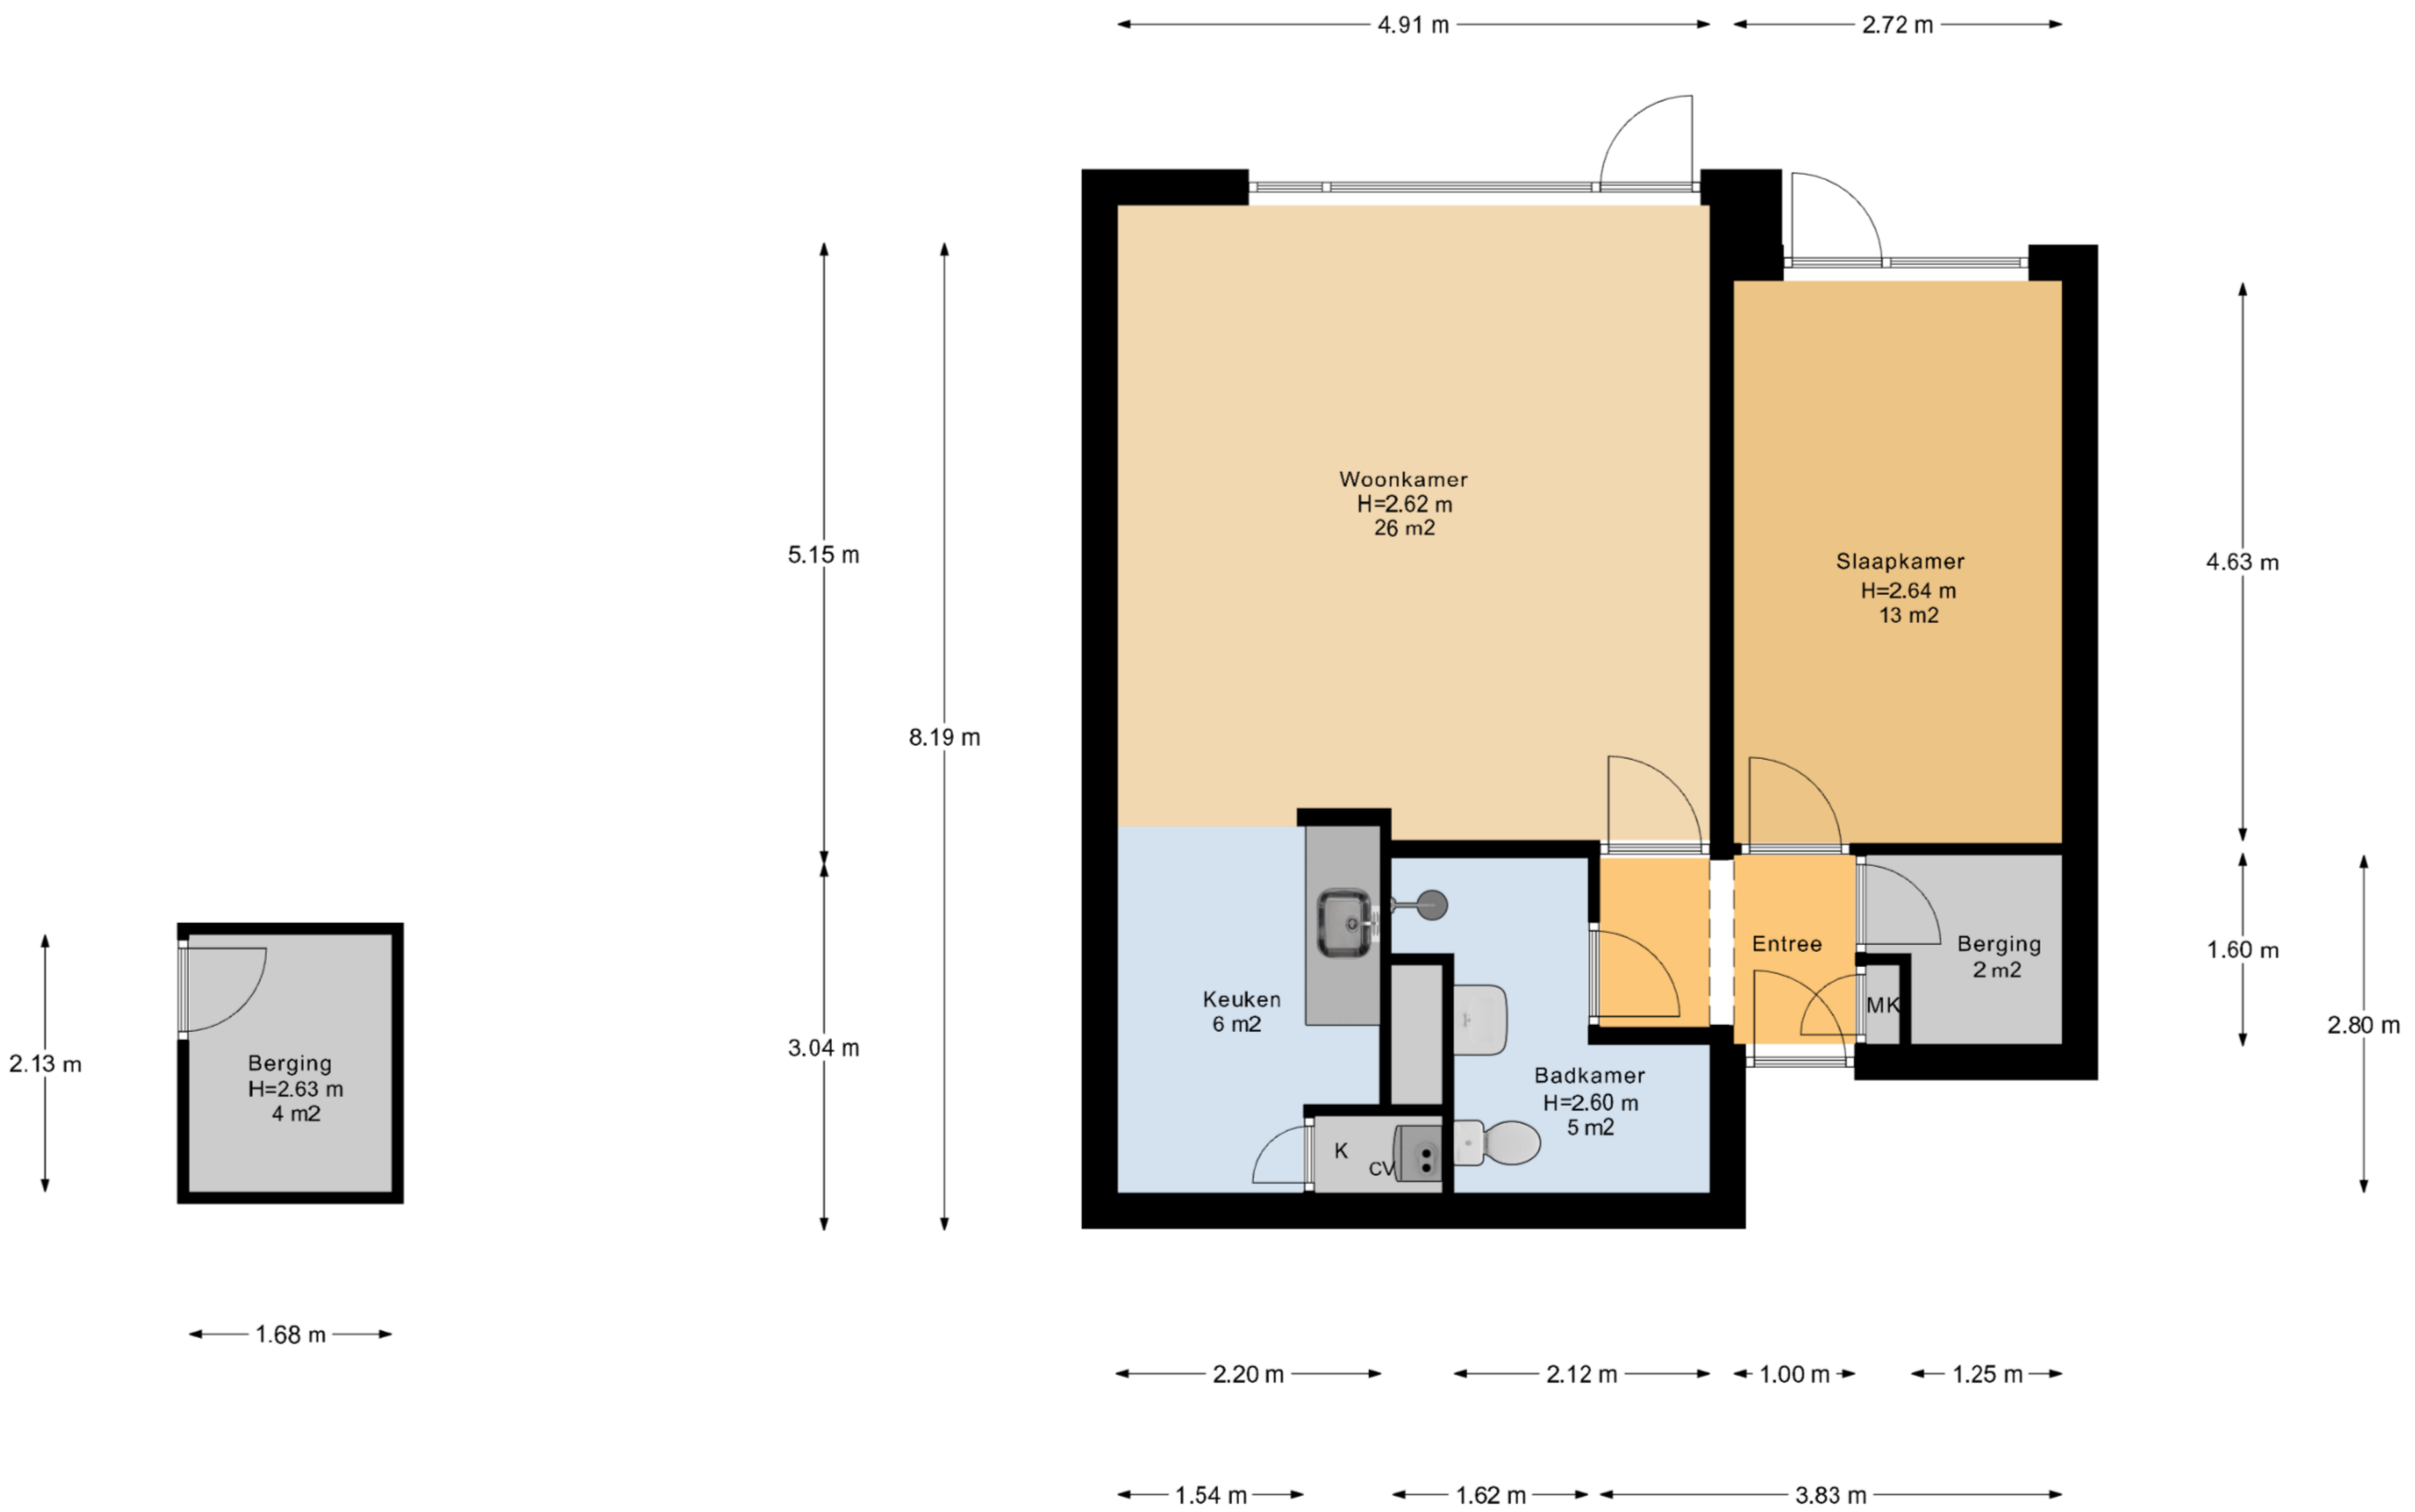 4.91 m
2.72 m
Woonkamer
H=2.62 m
26 m2
5.15 m
Slaapkamer
H=2.64 m
13 m2
4.63 m
8.19 m
Entree
Berging
2 m2
1.60 m
MK
Keuken
6 m2
2.80 m
3.04 m
2.13 m
Berging
H=2.63 m
4 m2
Badkamer
H=2.60 m
5 m2
K
CV
1.68 m
2.20 m
2.12 m
1.00 m
1.25 m
1.54 m
1.62 m
3.83 m